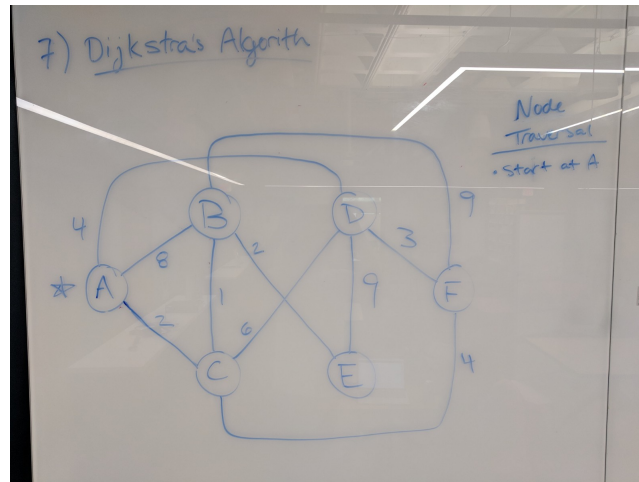 7) Dijkstra's Algorith
Node
Traversal
• Start at A
4
9
B
D
8
2
3
A
F
1
9
2
6
C
E
4